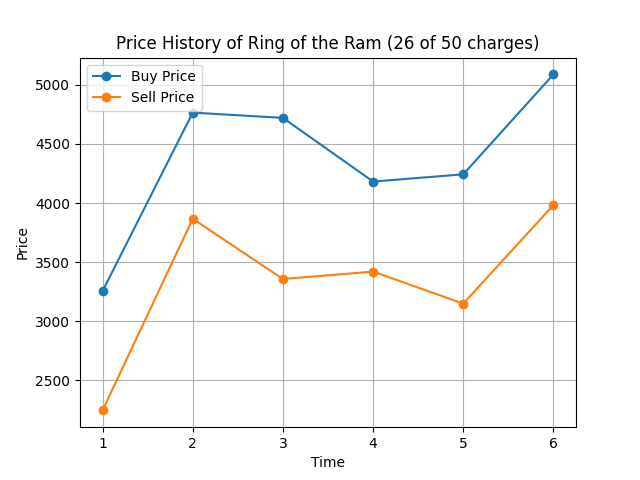 Price History of Ring of the Ram (26 of 50 charges)
Buy Price
Sell Price
5000
4500
4000
3500
3000
2500
Price
1 2 3 4 5 6
Time